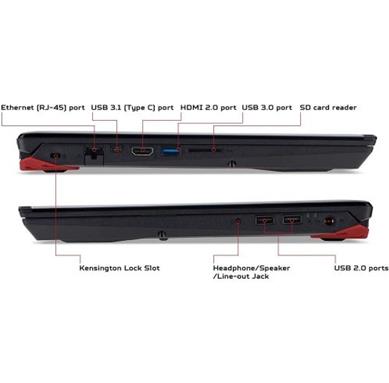 Ethernet (RJ-45) port USB 3.1 (Type C) port HDMI 2.0 port USB 3.0 port SD card reader
Kensington Lock Slot
Headphone/Speaker
/Line-out Jack
USB 2.0 ports